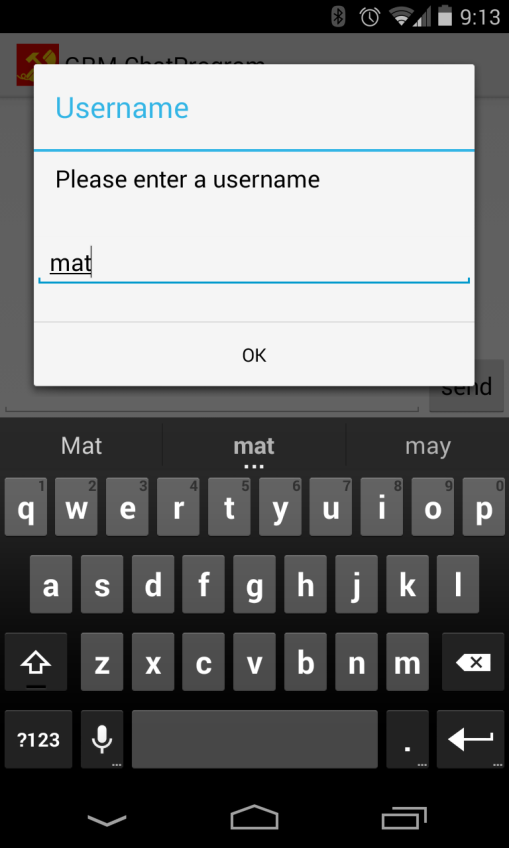 9:13
Username
Please enter a username
mat
OK
send
Mat mat may
1 2 3 4 5 6 7 8 9 0
q w e r t y u i o p
a s d f g h j k l
z x c v b n m
?123 .